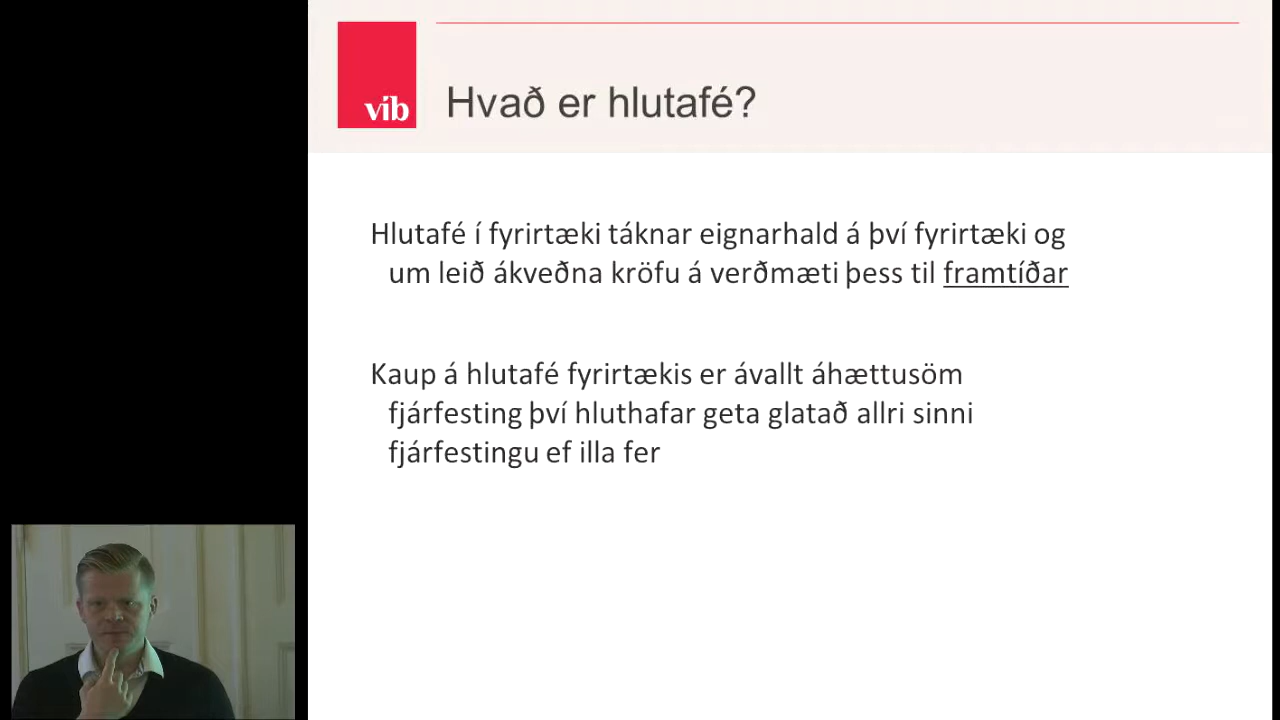 víb
Hvað er hlutafé?
Hlutafé í fyrirtæki táknar eignarhald á því fyrirtæki og
um leið ákveðna kröfu á verðmæti þess til framtíðar
Kaup á hlutafé fyrirtækis er ávallt áhættusöm
fjárfesting því hluthafar geta glatað allri sinni
fjárfestingu ef illa fer